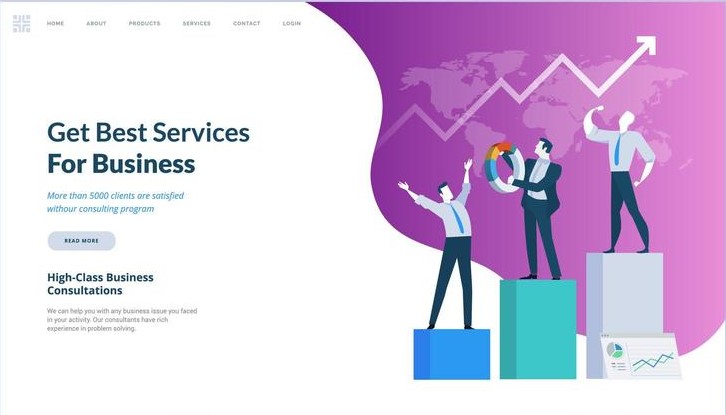 HOME ABOUT PRODUCTS SERVICES CONTACT LOGIN
Get Best Services
For Business
More than 5000 clients are satisfied
withour consulting program
READ MORE
High-Class Business
Consultations
We can help you with any business issue you faced
in your activity. Our consultants have rich
experience in problem solving.